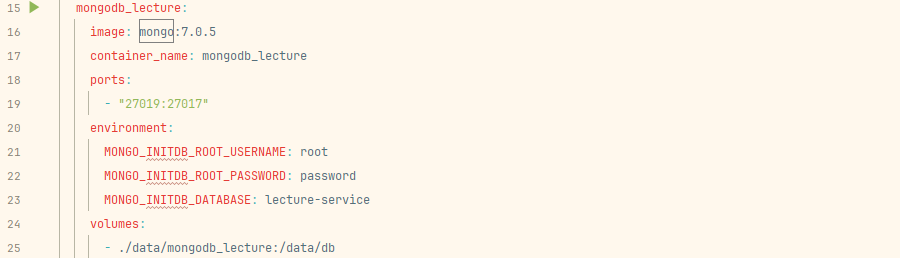 15 mongodb_lecture:
16 image: mongo:7.0.5
17 container_name: mongodb_lecture
18 ports:
19 - "27019:27017"
20 environment:
21 MONGO_INITDB_ROOT_USERNAME: root
22 MONGO_INITDB_ROOT_PASSWORD: password
23 MONGO_INITDB_DATABASE: lecture-service
24 volumes:
25 - ./data/mongodb_lecture:/data/db